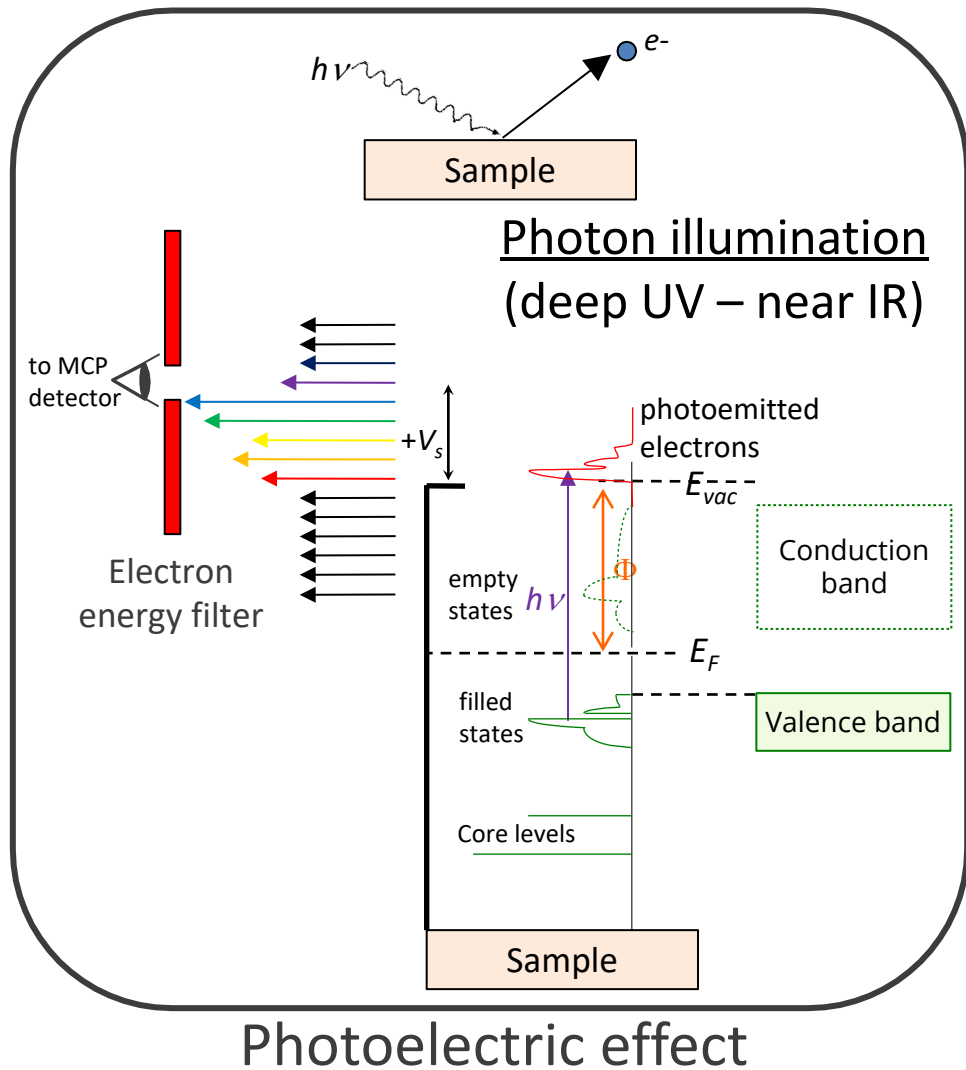 e-
hν
Sample
Photon illumination
(deep UV – near IR)
to MCP
detector
+Vs
photoemitted
electrons
Evac
Conduction
band
Φ
Electron
energy filter
empty
states
hν
EF
filled
states
Valence band
Core levels
Sample
Photoelectric effect